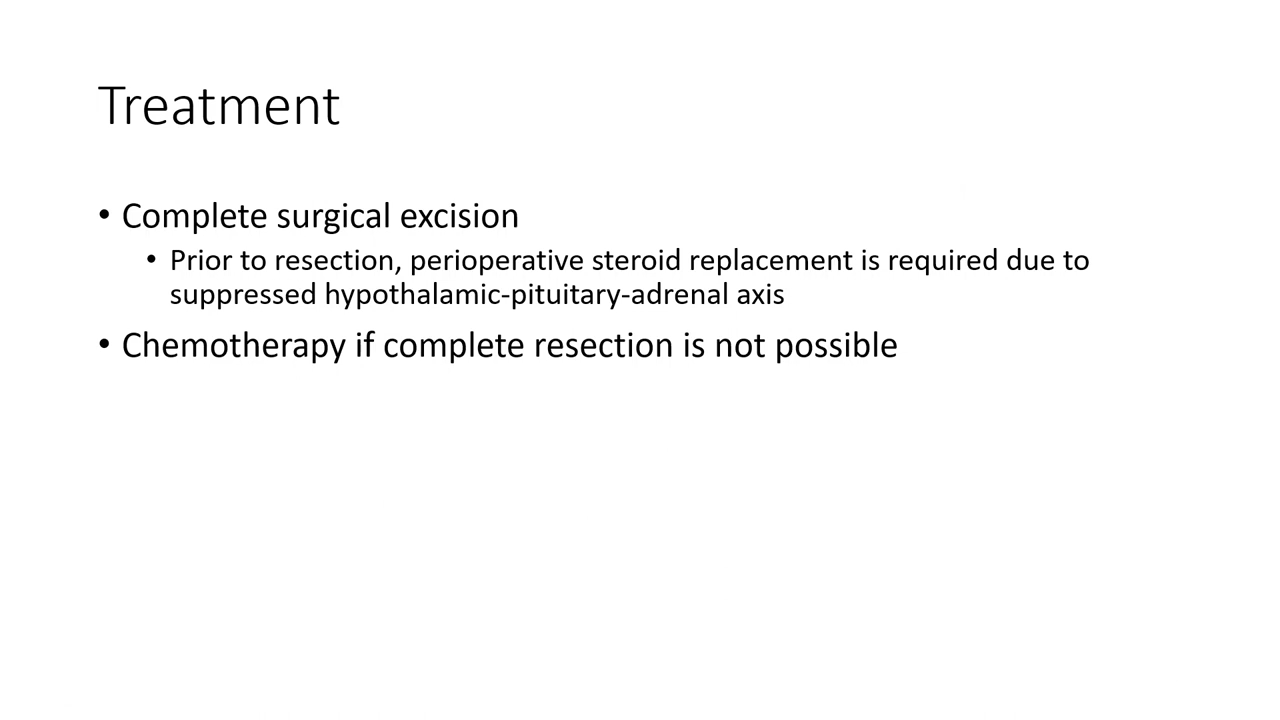 Treatment
• Complete surgical excision
• Prior to resection, perioperative steroid replacement is required due to
suppressed hypothalamic-pituitary-adrenal axis
• Chemotherapy if complete resection is not possible